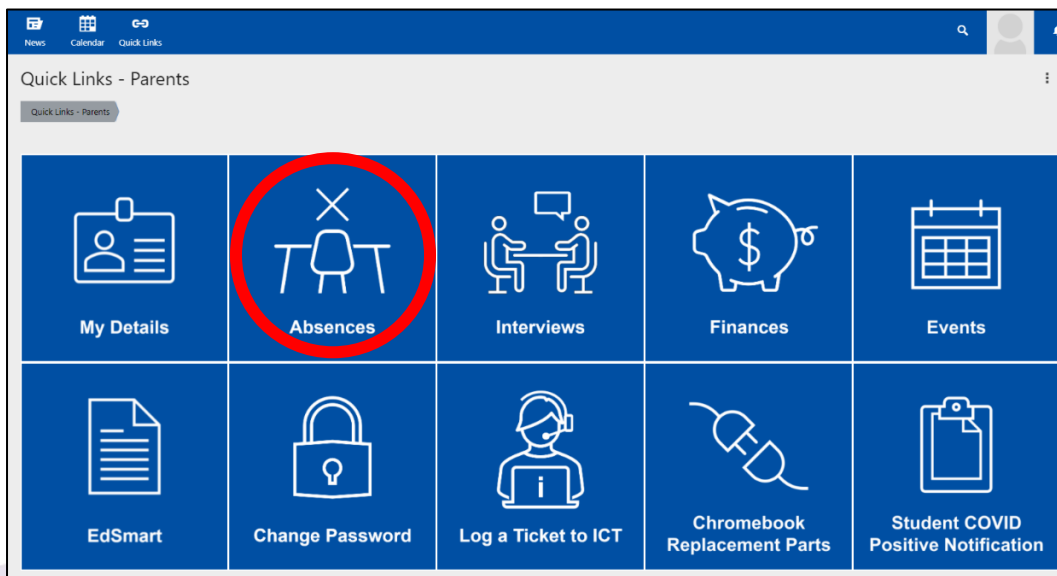 News Calendar Quick Links
Quick Links - Parents
Quick Links - Parents
My Details
Absences
Interviews
$
Finances
Events
EdSmart
Change Password
i
Log a Ticket to ICT
Chromebook
Replacement Parts
Student COVID
Positive Notification